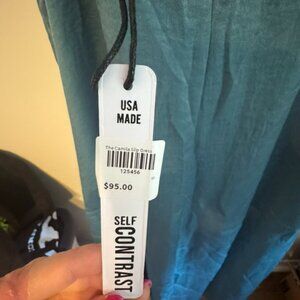 USA
MADE
The Camila Slip Dress
125456
$95.00
SELF
CONTRAST